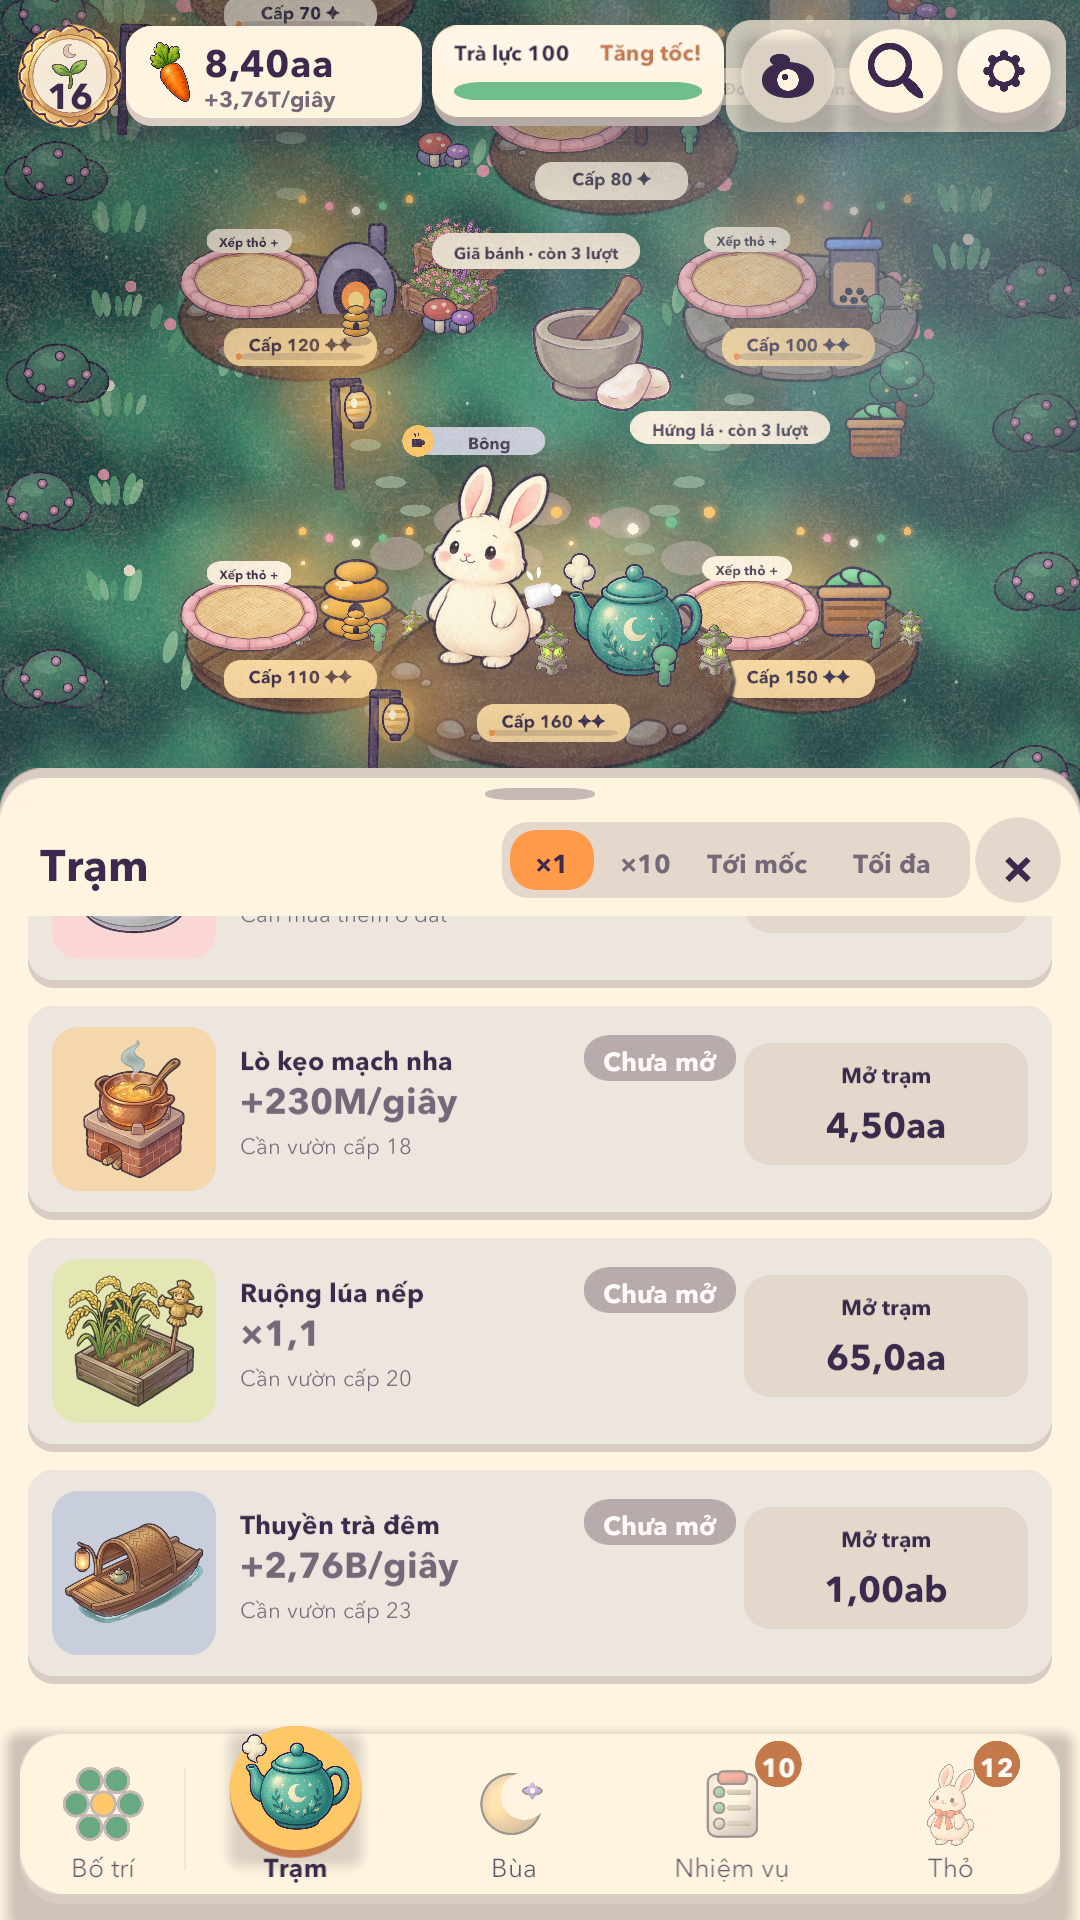 Cấp 70
16
8,40aa
+3,76T/giây
Trà lực 100
Tăng tốc!
Cấp 80
Xếp thỏ +
Giã bánh · còn 3 lượt
Xếp thỏ +
Cấp 120
Cấp 100
Hứng lá · còn 3 lượt
Bông
Xếp thỏ +
Xếp thỏ +
Cấp 110
Cấp 150
Cấp 160
Trạm
×1
×10
Tới mốc
Tối đa
Cần mua thêm ô đất
Lò kẹo mạch nha
Chưa mở
+230M/giây
Cần vườn cấp 18
Mở trạm
4,50aa
Ruộng lúa nếp
Chưa mở
×1,1
Cần vườn cấp 20
Mở trạm
65,0aa
Thuyền trà đêm
Chưa mở
+2,76B/giây
Cần vườn cấp 23
Mở trạm
1,00ab
10
12
Bố trí
Trạm
Bùa
Nhiệm vụ
Thỏ